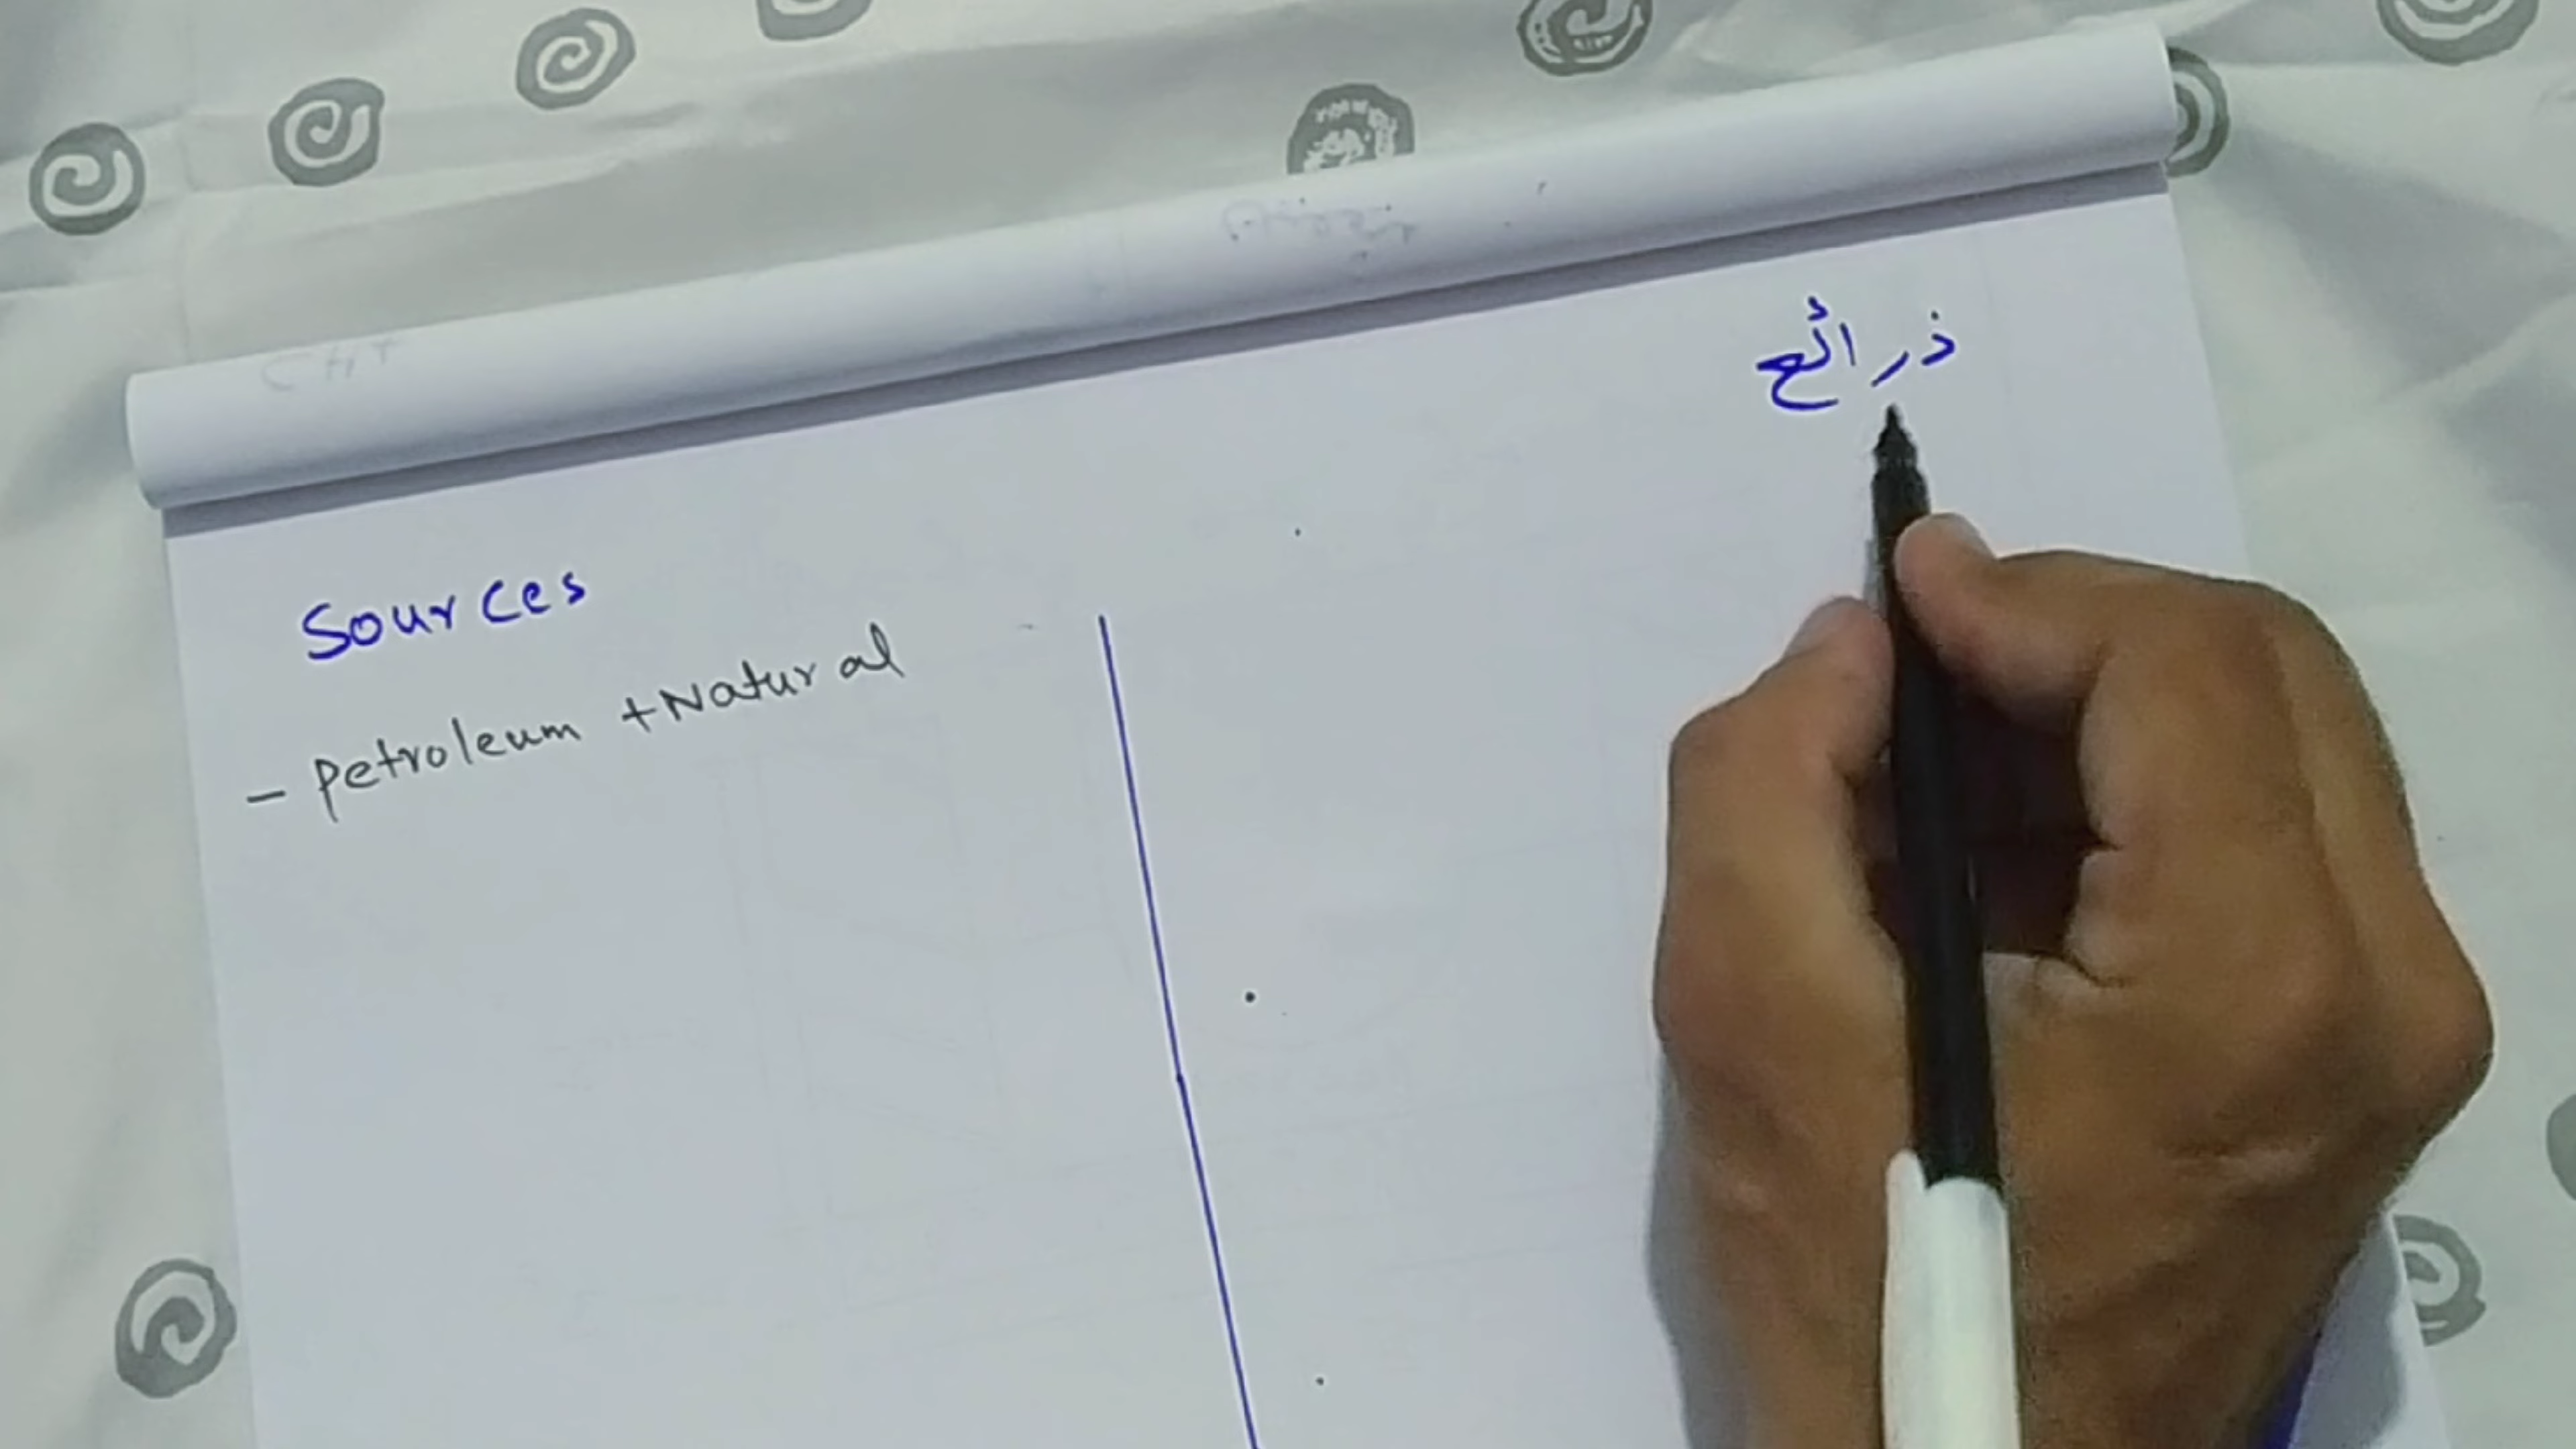 ذرائع
Sources
- Petroleum + Natural